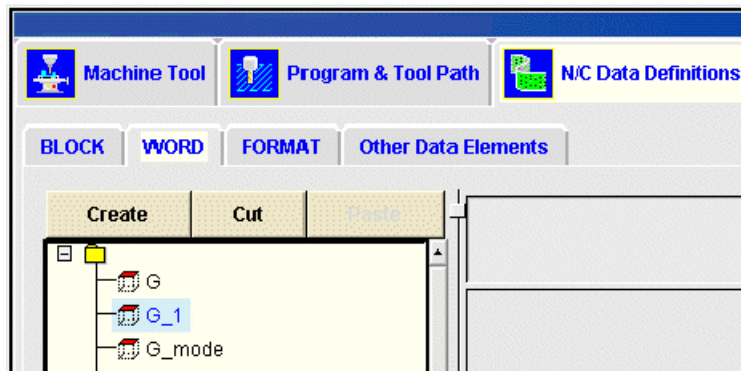 Machine Tool Program & Tool Path N/C Data Definitions
BLOCK WORD FORMAT Other Data Elements
Create Cut Paste
G
G_1
G_mode